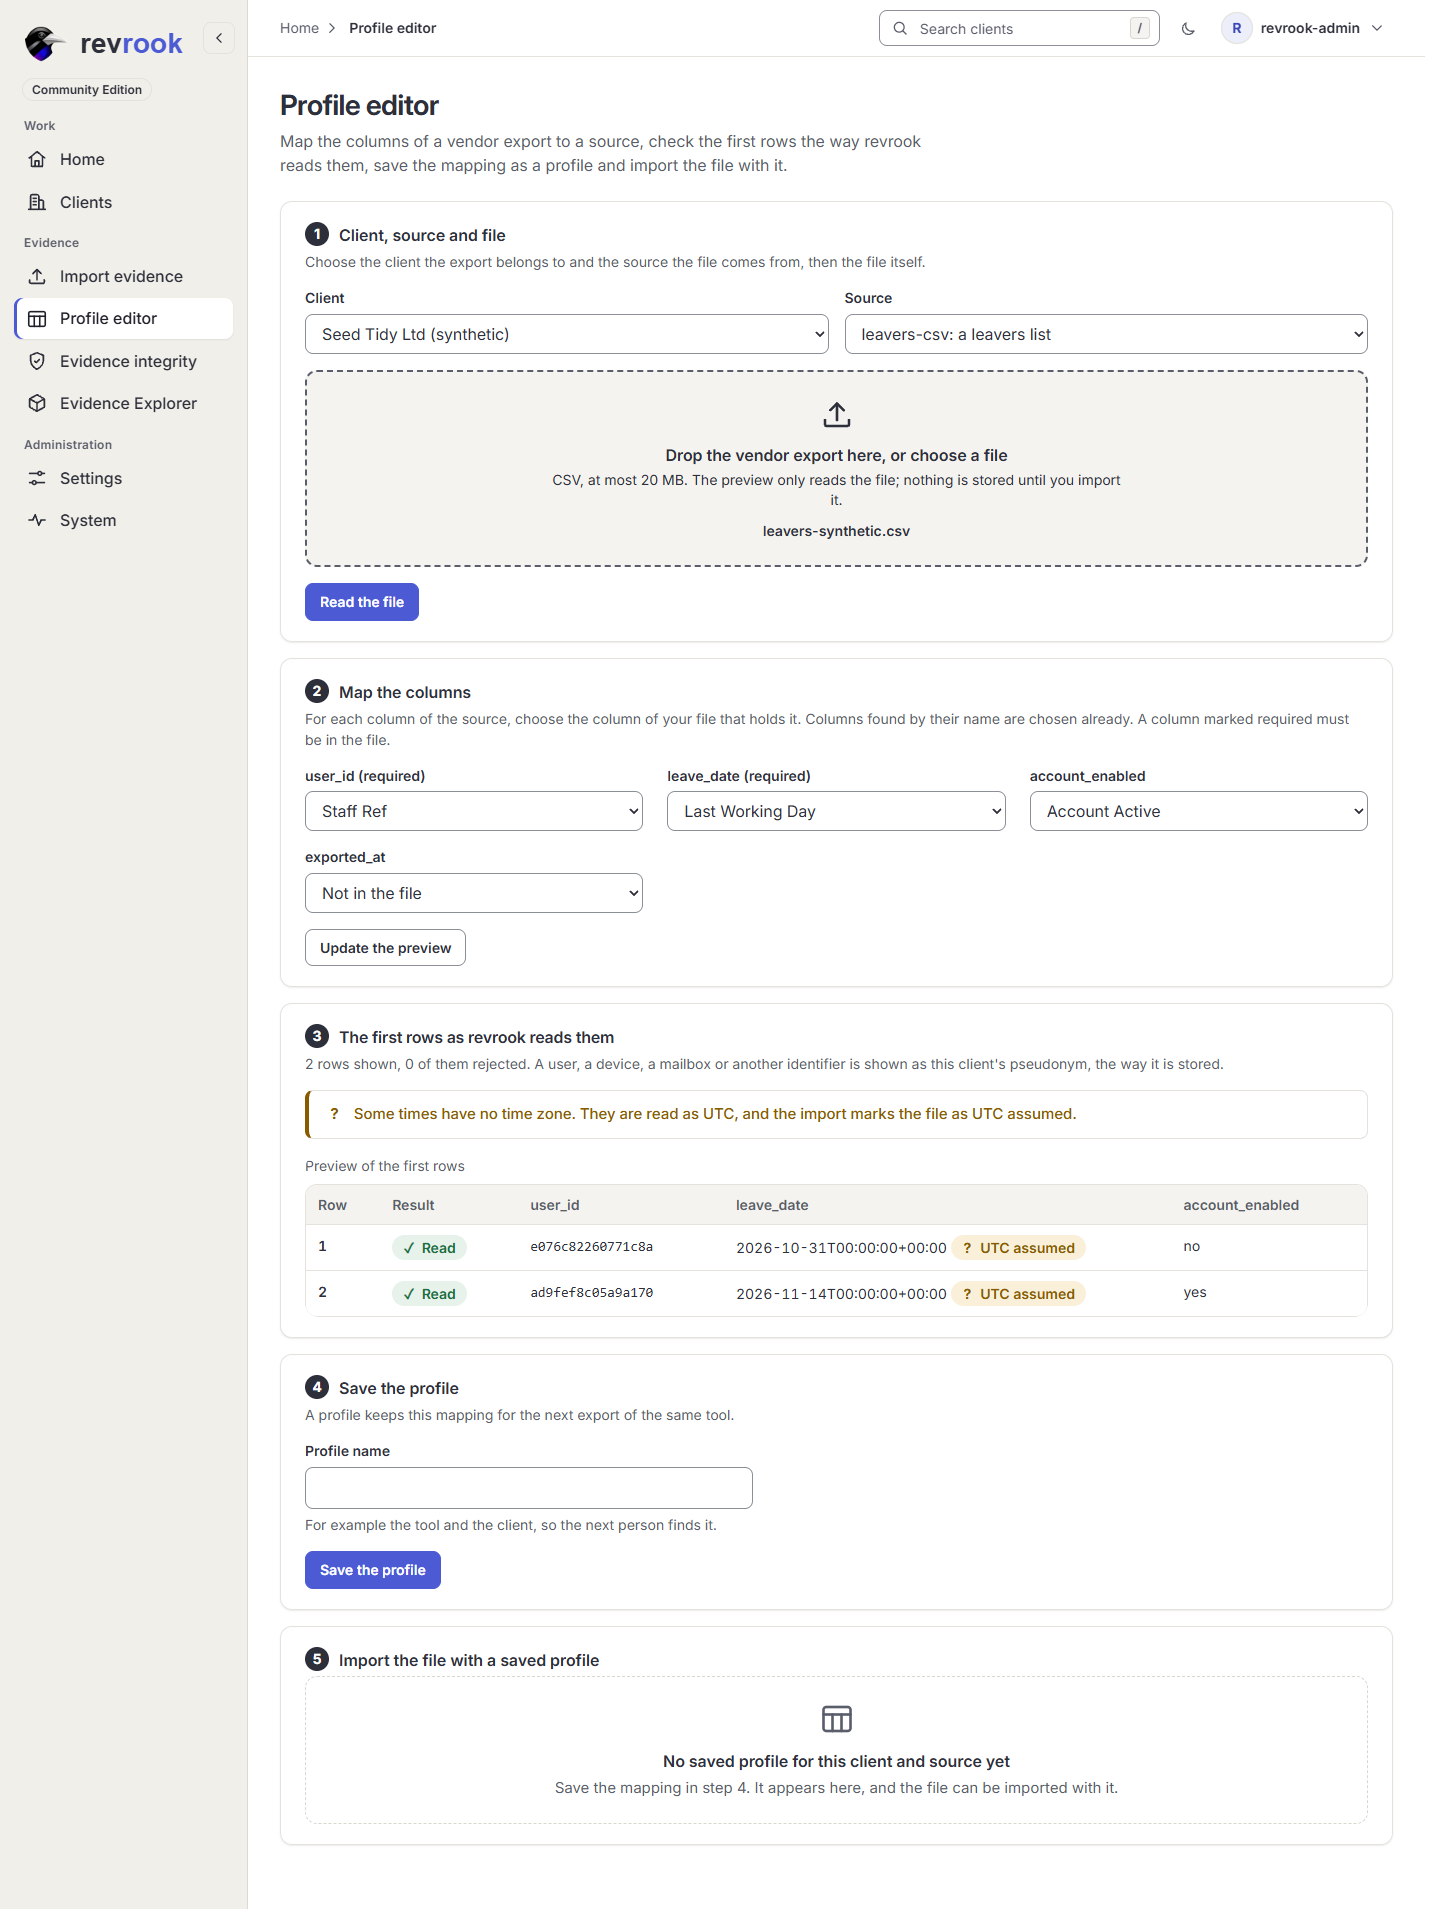 revrook
Community Edition
Work
Home
Clients
Evidence
Import evidence
Profile editor
Evidence integrity
Evidence Explorer
Administration
Settings
System
Home > Profile editor
Search clients /
R revrook-admin
Profile editor
Map the columns of a vendor export to a source, check the first rows the way revrook
reads them, save the mapping as a profile and import the file with it.
1 Client, source and file
Choose the client the export belongs to and the source the file comes from, then the file itself.
Client Source
Seed Tidy Ltd (synthetic) leavers-csv: a leavers list
Drop the vendor export here, or choose a file
CSV, at most 20 MB. The preview only reads the file; nothing is stored until you import
it.
leavers-synthetic.csv
Read the file
2 Map the columns
For each column of the source, choose the column of your file that holds it. Columns found by their name are chosen already. A column marked required must
be in the file.
user_id (required) leave_date (required) account_enabled
Staff Ref Last Working Day Account Active
exported_at
Not in the file
Update the preview
3 The first rows as revrook reads them
2 rows shown, 0 of them rejected. A user, a device, a mailbox or another identifier is shown as this client's pseudonym, the way it is stored.
? Some times have no time zone. They are read as UTC, and the import marks the file as UTC assumed.
Preview of the first rows
Row Result user_id leave_date account_enabled
1 ✓ Read e076c82260771c8a 2026-10-31T00:00:00+00:00 ? UTC assumed no
2 ✓ Read ad9fef8c05a9a170 2026-11-14T00:00:00+00:00 ? UTC assumed yes
4 Save the profile
A profile keeps this mapping for the next export of the same tool.
Profile name
For example the tool and the client, so the next person finds it.
Save the profile
5 Import the file with a saved profile
No saved profile for this client and source yet
Save the mapping in step 4. It appears here, and the file can be imported with it.